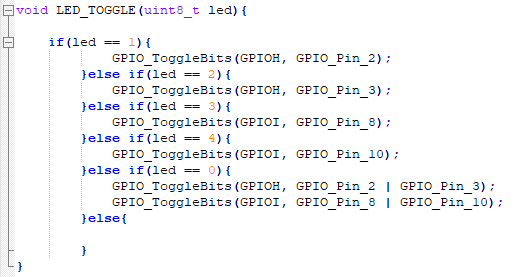 void LED_TOGGLE(uint8_t led){
if(led == 1){
GPIO_ToggleBits(GPIOH, GPIO_Pin_2);
}else if(led == 2){
GPIO_ToggleBits(GPIOH, GPIO_Pin_3);
}else if(led == 3){
GPIO_ToggleBits(GPIOI, GPIO_Pin_8);
}else if(led == 4){
GPIO_ToggleBits(GPIOI, GPIO_Pin_10);
}else if(led == 0){
GPIO_ToggleBits(GPIOH, GPIO_Pin_2 | GPIO_Pin_3);
GPIO_ToggleBits(GPIOI, GPIO_Pin_8 | GPIO_Pin_10);
}else{
}
}